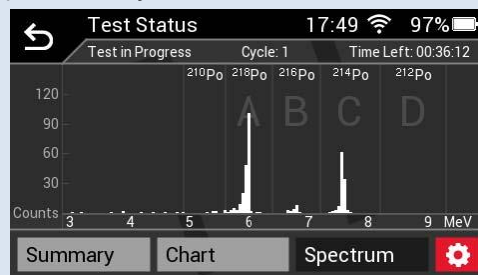 Test Status 17:49 97%
Test in Progress Cycle: 1 Time Left: 00:36:12
²¹⁰Po ²¹⁸Po ²¹⁶Po ²¹⁴Po ²¹²Po
A B C D
120
90
60
30
Counts
3 4 5 6 7 8 9 MeV
Summary Chart Spectrum